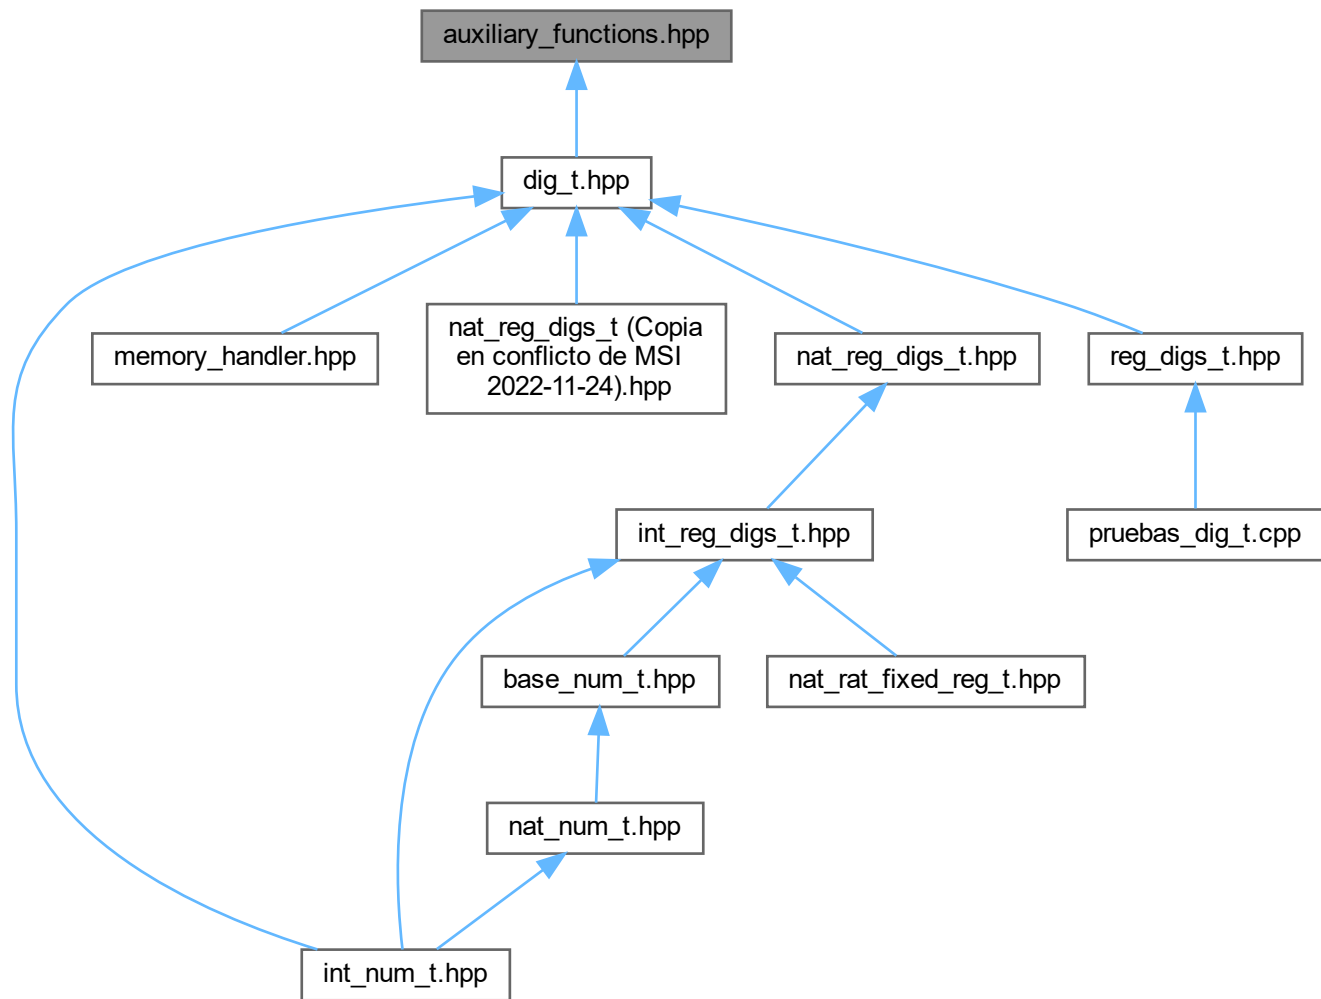 auxiliary_functions.hpp
dig_t.hpp
memory_handler.hpp
nat_reg_digs_t (Copia
en conflicto de MSI
2022-11-24).hpp
nat_reg_digs_t.hpp
reg_digs_t.hpp
int_reg_digs_t.hpp
pruebas_dig_t.cpp
base_num_t.hpp
nat_rat_fixed_reg_t.hpp
nat_num_t.hpp
int_num_t.hpp